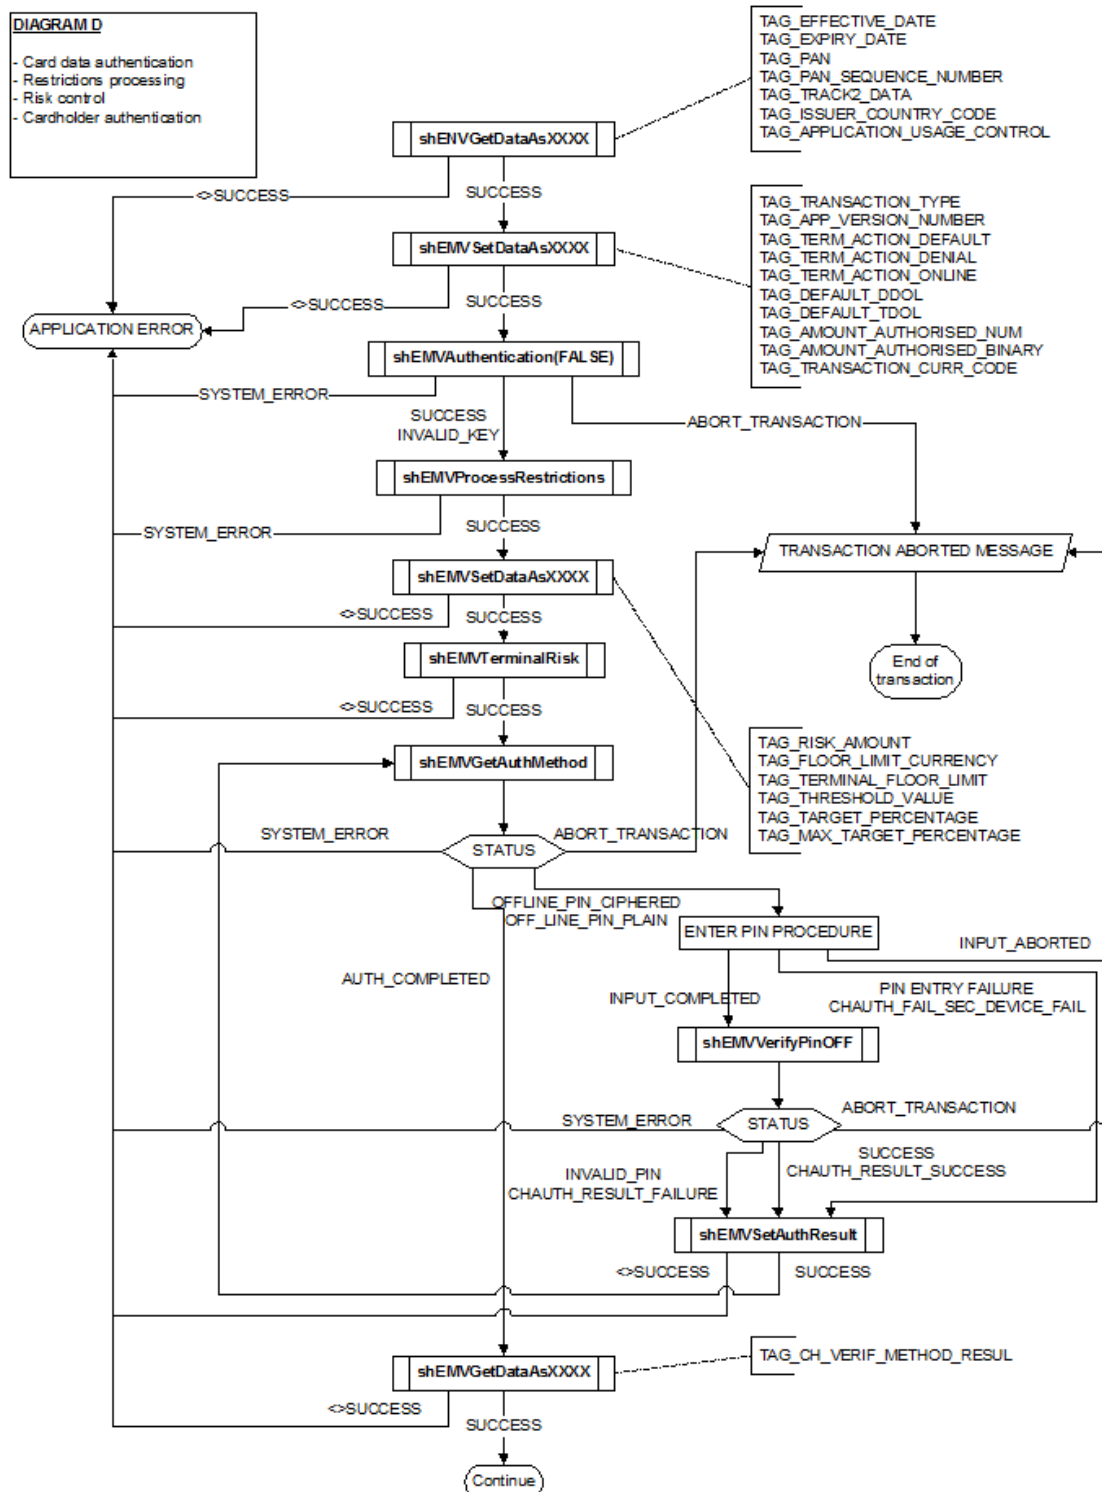 DIAGRAM D
- Card data authentication
- Restrictions processing
- Risk control
- Cardholder authentication
TAG_EFFECTIVE_DATE
TAG_EXPIRY_DATE
TAG_PAN
TAG_PAN_SEQUENCE_NUMBER
TAG_TRACK2_DATA
TAG_ISSUER_COUNTRY_CODE
TAG_APPLICATION_USAGE_CONTROL
shENVGetDataAsXXXX
<>SUCCESS
SUCCESS
TAG_TRANSACTION_TYPE
TAG_APP_VERSION_NUMBER
TAG_TERM_ACTION_DEFAULT
TAG_TERM_ACTION_DENIAL
TAG_TERM_ACTION_ONLINE
TAG_DEFAULT_DDOL
TAG_DEFAULT_TDOL
TAG_AMOUNT_AUTHORISED_NUM
TAG_AMOUNT_AUTHORISED_BINARY
TAG_TRANSACTION_CURR_CODE
shEMVSetDataAsXXXX
<>SUCCESS
SUCCESS
APPLICATION ERROR
shEMVAuthentication(FALSE)
SYSTEM_ERROR
SUCCESS
INVALID_KEY
ABORT_TRANSACTION
shEMVProcessRestrictions
SYSTEM_ERROR
SUCCESS
TRANSACTION ABORTED MESSAGE
shEMVSetDataAsXXXX
<>SUCCESS
SUCCESS
End of
transaction
shEMVTerminalRisk
<>SUCCESS
SUCCESS
TAG_RISK_AMOUNT
TAG_FLOOR_LIMIT_CURRENCY
TAG_TERMINAL_FLOOR_LIMIT
TAG_THRESHOLD_VALUE
TAG_TARGET_PERCENTAGE
TAG_MAX_TARGET_PERCENTAGE
shEMVGetAuthMethod
SYSTEM_ERROR
STATUS
ABORT_TRANSACTION
OFFLINE_PIN_CIPHERED
OFF_LINE_PIN_PLAIN
ENTER PIN PROCEDURE
INPUT_ABORTED
AUTH_COMPLETED
INPUT_COMPLETED
PIN ENTRY FAILURE
CHAUTH_FAIL_SEC_DEVICE_FAIL
shEMVVerifyPinOFF
SYSTEM_ERROR
STATUS
ABORT_TRANSACTION
INVALID_PIN
CHAUTH_RESULT_FAILURE
SUCCESS
CHAUTH_RESULT_SUCCESS
shEMVSetAuthResult
<>SUCCESS
SUCCESS
shEMVGetDataAsXXXX
TAG_CH_VERIF_METHOD_RESUL
<>SUCCESS
SUCCESS
Continue